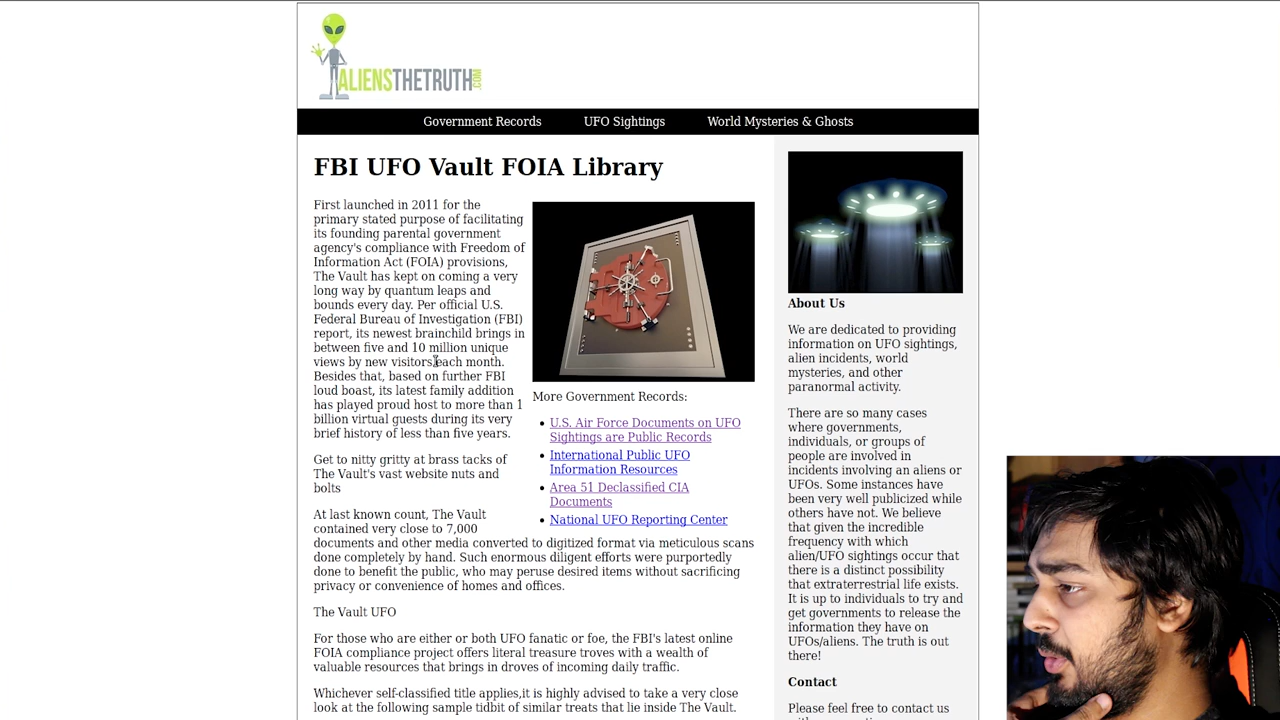 ALIENSTHETRUTH.COM
Government Records
UFO Sightings
World Mysteries & Ghosts
FBI UFO Vault FOIA Library
First launched in 2011 for the
primary stated purpose of facilitating
its founding parental government
agency's compliance with Freedom of
Information Act (FOIA) provisions,
The Vault has kept on coming a very
long way by quantum leaps and
bounds every day. Per official U.S.
Federal Bureau of Investigation (FBI)
report, its newest brainchild brings in
between five and 10 million unique
views by new visitors each month.
Besides that, based on further FBI
loud boast, its latest family addition
has played proud host to more than 1
billion virtual guests during its very
brief history of less than five years.
Get to nitty gritty at brass tacks of
The Vault's vast website nuts and
bolts
At last known count, The Vault
contained very close to 7,000
documents and other media converted to digitized format via meticulous scans
done completely by hand. Such enormous diligent efforts were purportedly
done to benefit the public, who may peruse desired items without sacrificing
privacy or convenience of homes and offices.
The Vault UFO
For those who are either or both UFO fanatic or foe, the FBI's latest online
FOIA compliance project offers literal treasure troves with a wealth of
valuable resources that brings in droves of incoming daily traffic.
Whichever self-classified title applies,it is highly advised to take a very close
look at the following sample tidbit of similar treats that lie inside The Vault.
More Government Records:
U.S. Air Force Documents on UFO
Sightings are Public Records
International Public UFO
Information Resources
Area 51 Declassified CIA
Documents
National UFO Reporting Center
About Us
We are dedicated to providing
information on UFO sightings,
alien incidents, world
mysteries, and other
paranormal activity.
There are so many cases
where governments,
individuals, or groups of
people are involved in
incidents involving an aliens or
UFOs. Some instances have
been very well publicized while
others have not. We believe
that given the incredible
frequency with which
alien/UFO sightings occur that
there is a distinct possibility
that extraterrestrial life exists.
It is up to individuals to try and
get governments to release the
information they have on
UFOs/aliens. The truth is out
there!
Contact
Please feel free to contact us